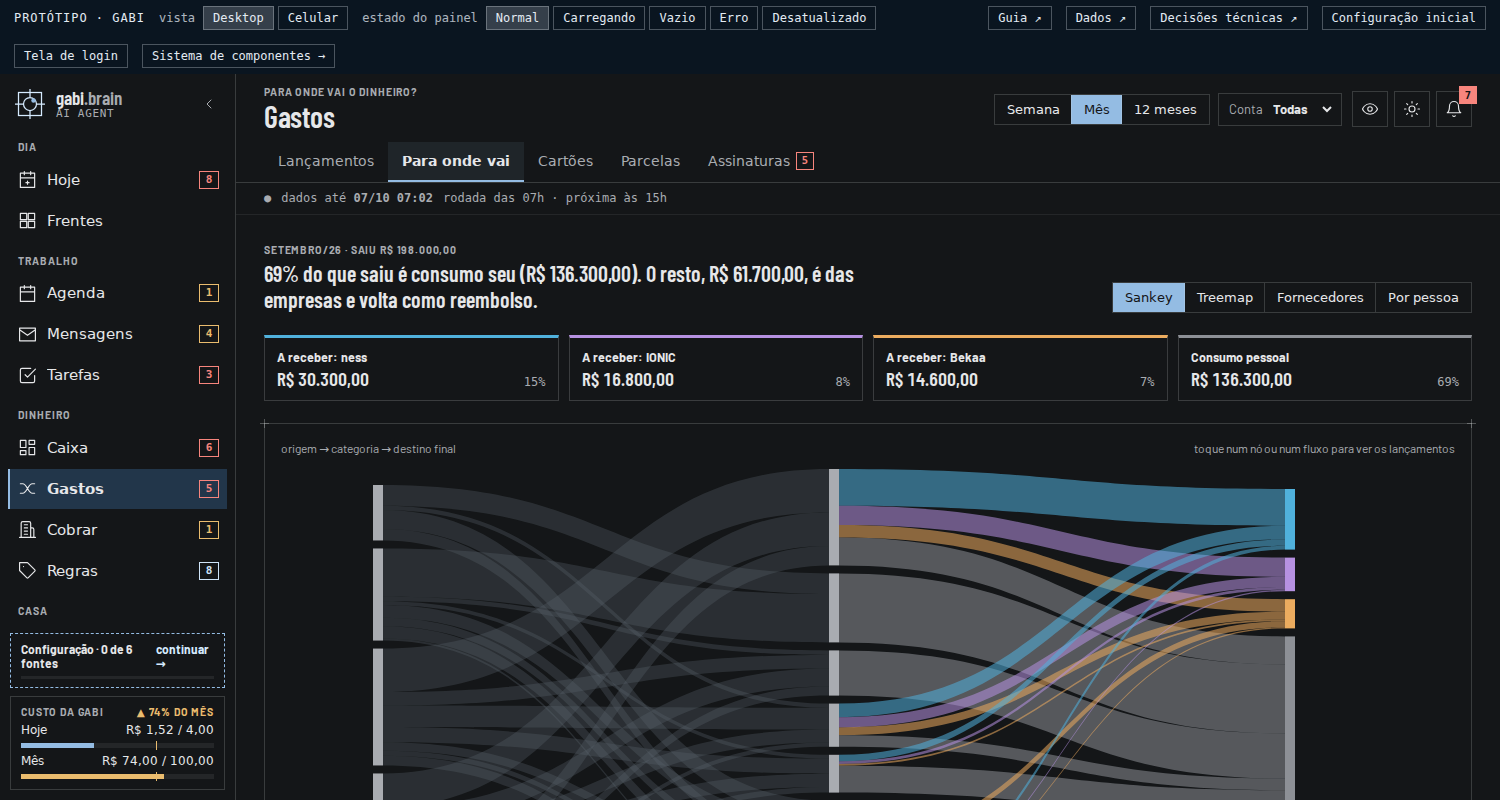 PROTÓTIPO · GABI vista Desktop Celular estado do painel Normal Carregando Vazio Erro Desatualizado Guia ↗ Dados ↗ Decisões técnicas ↗ Configuração inicial
Tela de login Sistema de componentes →
gabi.brain
AI AGENT
DIA
Hoje 8
Frentes
TRABALHO
Agenda 1
Mensagens 4
Tarefas 3
DINHEIRO
Caixa 6
Gastos 5
Cobrar 1
Regras 8
CASA
Configuração · 0 de 6 fontes continuar →
CUSTO DA GABI ▲ 74% DO MÊS
Hoje R$ 1,52 / 4,00
Mês R$ 74,00 / 100,00
PARA ONDE VAI O DINHEIRO?
Gastos
Semana Mês 12 meses Conta Todas 7
Lançamentos Para onde vai Cartões Parcelas Assinaturas 5
● dados até 07/10 07:02 rodada das 07h · próxima às 15h
SETEMBRO/26 · SAIU R$ 198.000,00
69% do que saiu é consumo seu (R$ 136.300,00). O resto, R$ 61.700,00, é das
empresas e volta como reembolso.
Sankey Treemap Fornecedores Por pessoa
A receber: ness
R$ 30.300,00 15%
A receber: IONIC
R$ 16.800,00 8%
A receber: Bekaa
R$ 14.600,00 7%
Consumo pessoal
R$ 136.300,00 69%
origem → categoria → destino final
toque num nó ou num fluxo para ver os lançamentos